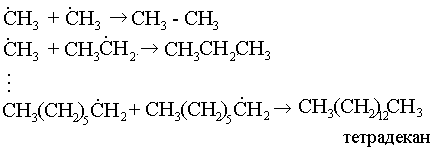 ĊH₃ + ĊH₃ → CH₃ - CH₃
ĊH₃ + CH₃ĊH₂. → CH₃CH₂CH₃
⋮
CH₃(CH₂)₅ĊH₂ + CH₃(CH₂)₅ĊH₂ → CH₃(CH₂)₁₂CH₃
тетрадекан